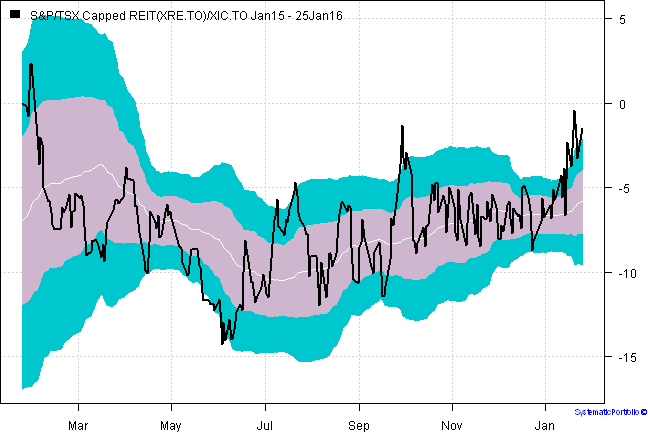 S&P/TSX Capped REIT(XRE.TO)/XIC.TO Jan15 - 25Jan16
5
0
-5
-10
-15
Mar May Jul Sep Nov Jan
SystematicPortfolio ©